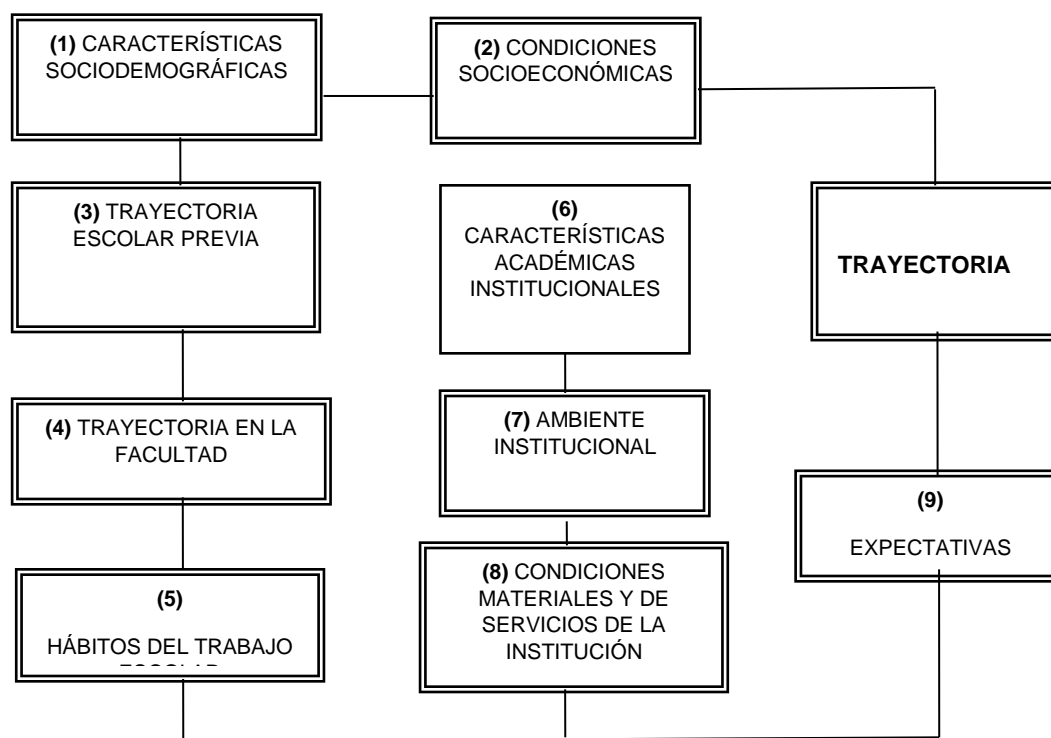 (1) CARACTERÍSTICAS
SOCIODEMOGRÁFICAS
(2) CONDICIONES
SOCIOECONÓMICAS
(3) TRAYECTORIA
ESCOLAR PREVIA
(6)
CARACTERÍSTICAS
ACADÉMICAS
INSTITUCIONALES
TRAYECTORIA
(4) TRAYECTORIA EN LA
FACULTAD
(7) AMBIENTE
INSTITUCIONAL
(9)
EXPECTATIVAS
(5)
HÁBITOS DEL TRABAJO
(8) CONDICIONES
MATERIALES Y DE
SERVICIOS DE LA
INSTITUCIÓN